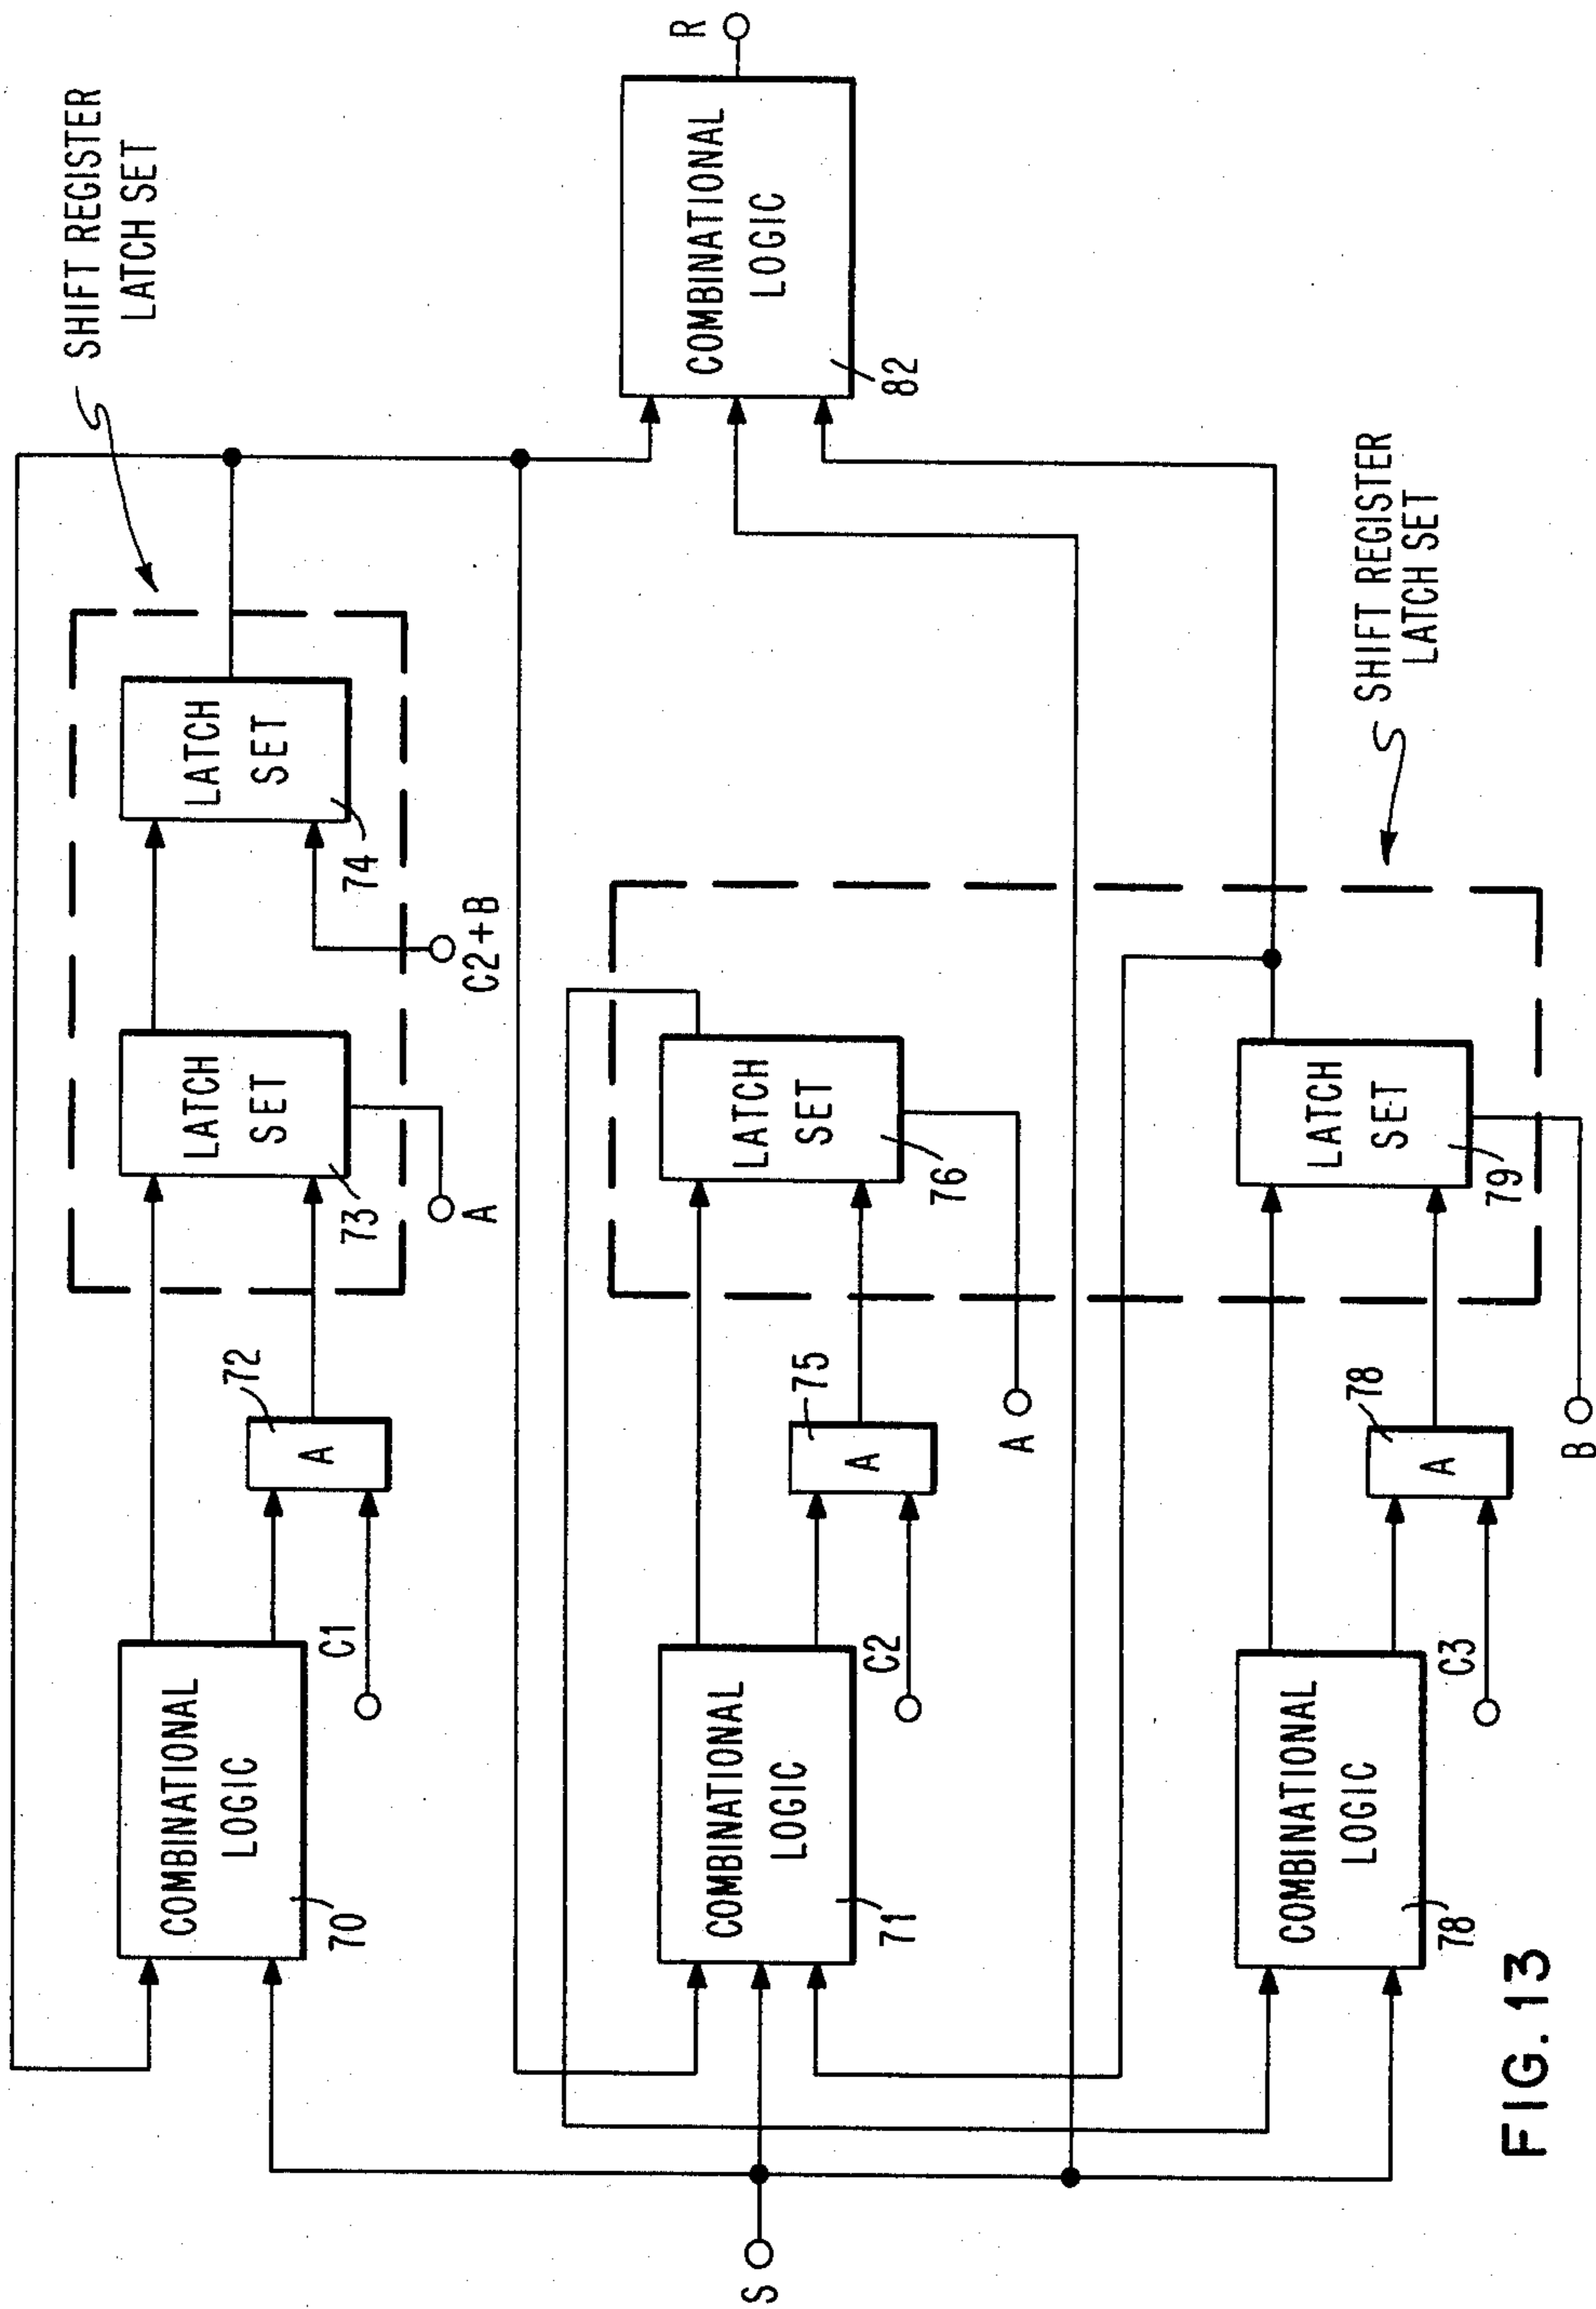 SHIFT REGISTER
LATCH SET
COMBINATIONAL
LOGIC
70
C1
A
72
LATCH
SET
73
A
LATCH
SET
74
C2+B
S
COMBINATIONAL
LOGIC
71
C2
A
75
LATCH
SET
76
A
COMBINATIONAL
LOGIC
82
R
SHIFT REGISTER
LATCH SET
COMBINATIONAL
LOGIC
78
C3
A
78
LATCH
SET
79
B
FIG. 13